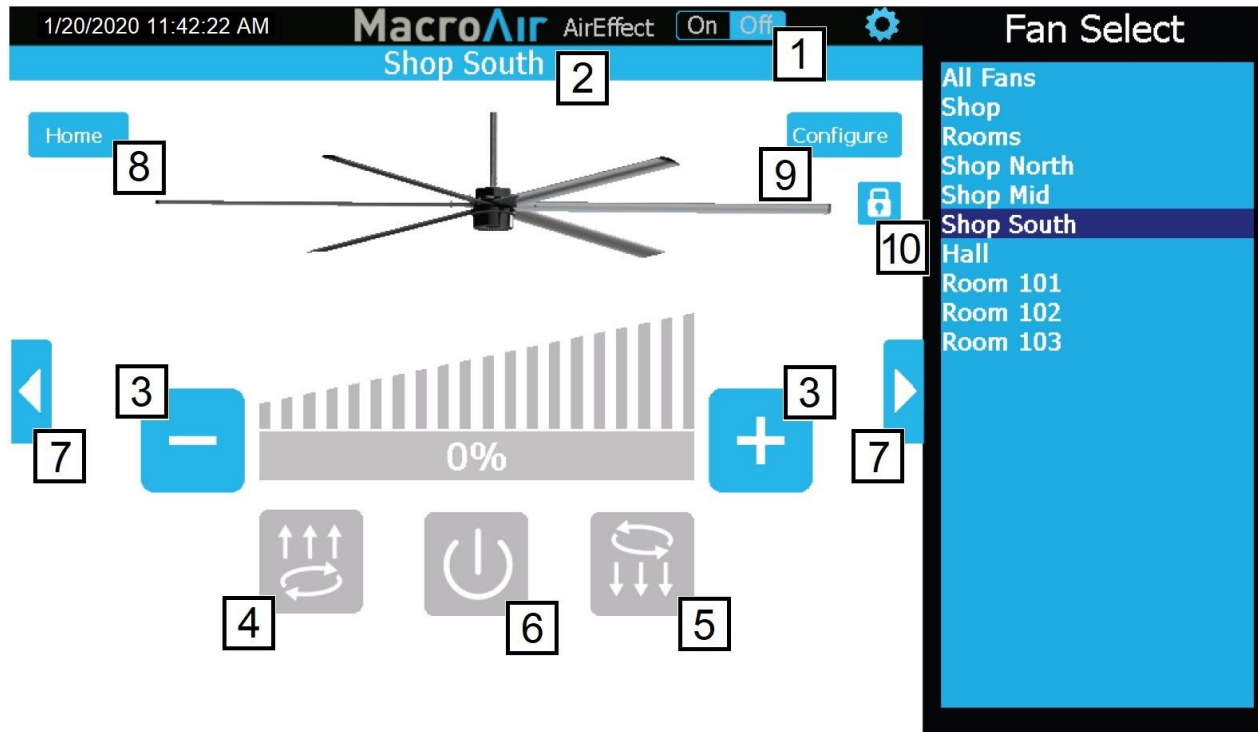 1/20/2020 11:42:22 AM MacroAir AirEffect On Off
1
Shop South
2
Home
8
Configure
9
10
3
3
7
7
0%
4
6
5
Fan Select
All Fans
Shop
Rooms
Shop North
Shop Mid
Shop South
Hall
Room 101
Room 102
Room 103